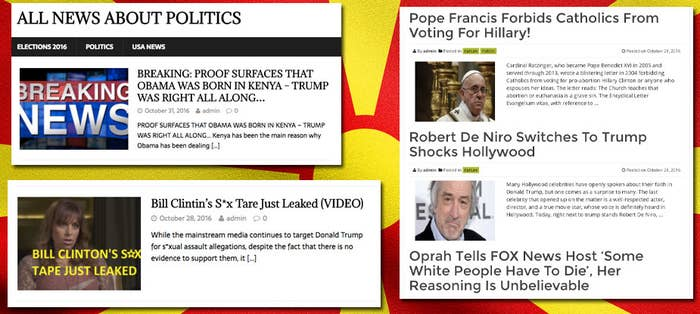 ALL NEWS ABOUT POLITICS
ELECTIONS 2016 POLITICS USA NEWS
BREAKING
NEWS
BREAKING: PROOF SURFACES THAT
OBAMA WAS BORN IN KENYA – TRUMP
WAS RIGHT ALL ALONG...
October 31, 2016 admin 0
PROOF SURFACES THAT OBAMA WAS BORN IN KENYA – TRUMP
WAS RIGHT ALL ALONG... Kenya has been the main reason why
Obama has been dealing [...]
BILL CLINTON'S S☆X
TAPE JUST LEAKED
Bill Clintin's S*x Tare Just Leaked (VIDEO)
October 28, 2016 admin 0
While the mainstream media continues to target Donald Trump
for s*xual assault allegations, despite the fact that there is no
evidence to support them, it [...]
Pope Francis Forbids Catholics From
Voting For Hillary!
By admin Posted in Posted on October 24, 2016
Cardinal Ratzinger, who became Pope Benedict XVI in 2005 and
served through 2013, wrote a blistering letter in 2004 forbidding
Catholics from voting for pro-abortion Hillary Clinton or anyone who
espouses her ideas. The letter reads: The Church teaches that
abortion or euthanasia is a grave sin. The Encyclical Letter
Evangelium vitae, with reference to ...
Robert De Niro Switches To Trump
Shocks Hollywood
By admin Posted in Posted on October 24, 2016
Many Hollywood celebrities have openly spoken about their faith in
Donald Trump, but one comes as a surprise to many. The last
celebrity that opened up on the matter is a well-respected actor,
director, and a true movie star, whose voice is definitely heard in
Hollywood. Today, right next to trump stands Robert De Niro, ...
Oprah Tells FOX News Host 'Some
White People Have To Die', Her
Reasoning Is Unbelievable